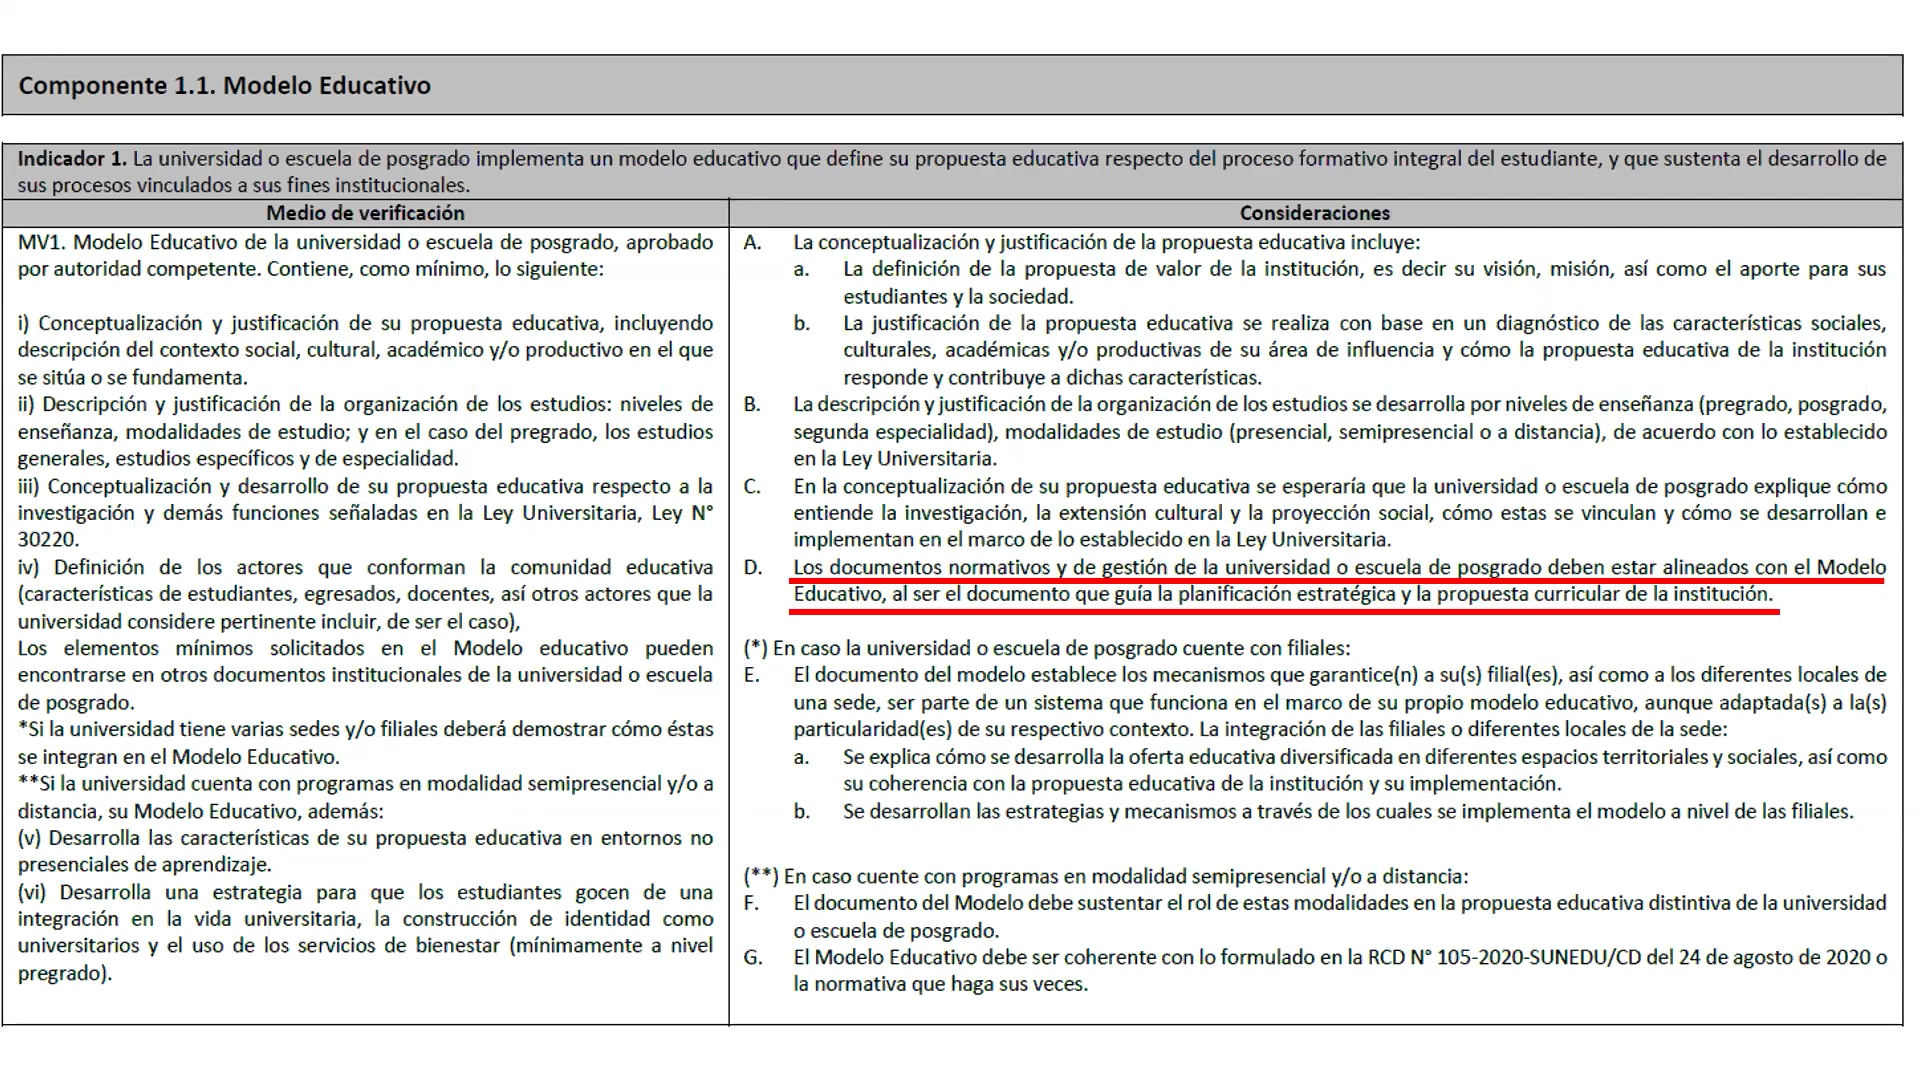 Componente 1.1. Modelo Educativo
Indicador 1. La universidad o escuela de posgrado implementa un modelo educativo que define su propuesta educativa respecto del proceso formativo integral del estudiante, y que sustenta el desarrollo de
sus procesos vinculados a sus fines institucionales.
Medio de verificación
MV1. Modelo Educativo de la universidad o escuela de posgrado, aprobado
por autoridad competente. Contiene, como mínimo, lo siguiente:
i) Conceptualización y justificación de su propuesta educativa, incluyendo
descripción del contexto social, cultural, académico y/o productivo en el que
se sitúa o se fundamenta.
ii) Descripción y justificación de la organización de los estudios: niveles de
enseñanza, modalidades de estudio; y en el caso del pregrado, los estudios
generales, estudios específicos y de especialidad.
iii) Conceptualización y desarrollo de su propuesta educativa respecto a la
investigación y demás funciones señaladas en la Ley Universitaria, Ley N°
30220.
iv) Definición de los actores que conforman la comunidad educativa
(características de estudiantes, egresados, docentes, así otros actores que la
universidad considere pertinente incluir, de ser el caso),
Los elementos mínimos solicitados en el Modelo educativo pueden
encontrarse en otros documentos institucionales de la universidad o escuela
de posgrado.
*Si la universidad tiene varias sedes y/o filiales deberá demostrar cómo éstas
se integran en el Modelo Educativo.
**Si la universidad cuenta con programas en modalidad semipresencial y/o a
distancia, su Modelo Educativo, además:
(v) Desarrolla las características de su propuesta educativa en entornos no
presenciales de aprendizaje.
(vi) Desarrolla una estrategia para que los estudiantes gocen de una
integración en la vida universitaria, la construcción de identidad como
universitarios y el uso de los servicios de bienestar (mínimamente a nivel
pregrado).
Consideraciones
A. La conceptualización y justificación de la propuesta educativa incluye:
a. La definición de la propuesta de valor de la institución, es decir su visión, misión, así como el aporte para sus
estudiantes y la sociedad.
b. La justificación de la propuesta educativa se realiza con base en un diagnóstico de las características sociales,
culturales, académicas y/o productivas de su área de influencia y cómo la propuesta educativa de la institución
responde y contribuye a dichas características.
B. La descripción y justificación de la organización de los estudios se desarrolla por niveles de enseñanza (pregrado, posgrado,
segunda especialidad), modalidades de estudio (presencial, semipresencial o a distancia), de acuerdo con lo establecido
en la Ley Universitaria.
C. En la conceptualización de su propuesta educativa se esperaría que la universidad o escuela de posgrado explique cómo
entiende la investigación, la extensión cultural y la proyección social, cómo estas se vinculan y cómo se desarrollan e
implementan en el marco de lo establecido en la Ley Universitaria.
D. Los documentos normativos y de gestión de la universidad o escuela de posgrado deben estar alineados con el Modelo
Educativo, al ser el documento que guía la planificación estratégica y la propuesta curricular de la institución.
(*) En caso la universidad o escuela de posgrado cuente con filiales:
E. El documento del modelo establece los mecanismos que garantice(n) a su(s) filial(es), así como a los diferentes locales de
una sede, ser parte de un sistema que funciona en el marco de su propio modelo educativo, aunque adaptada(s) a la(s)
particularidad(es) de su respectivo contexto. La integración de las filiales o diferentes locales de la sede:
a. Se explica cómo se desarrolla la oferta educativa diversificada en diferentes espacios territoriales y sociales, así como
su coherencia con la propuesta educativa de la institución y su implementación.
b. Se desarrollan las estrategias y mecanismos a través de los cuales se implementa el modelo a nivel de las filiales.
(**) En caso cuente con programas en modalidad semipresencial y/o a distancia:
F. El documento del Modelo debe sustentar el rol de estas modalidades en la propuesta educativa distintiva de la universidad
o escuela de posgrado.
G. El Modelo Educativo debe ser coherente con lo formulado en la RCD N° 105-2020-SUNEDU/CD del 24 de agosto de 2020 o
la normativa que haga sus veces.